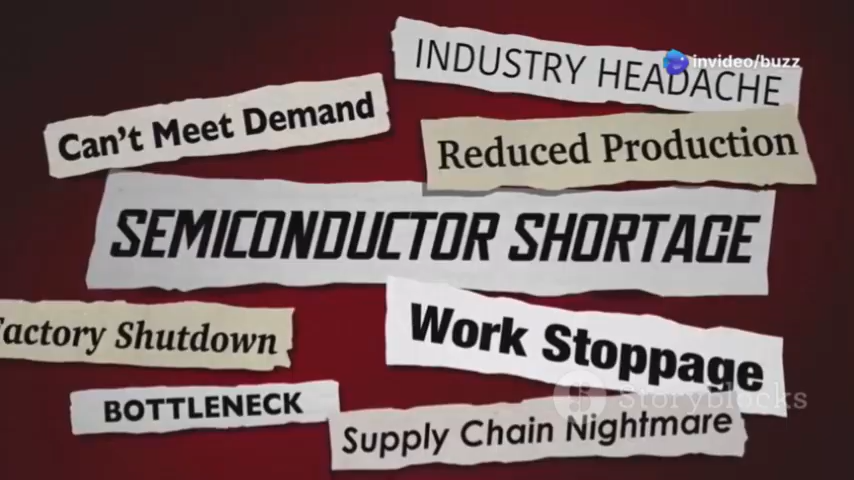 INDUSTRY HEADACHE
invideo/buzz
Can't Meet Demand
Reduced Production
SEMICONDUCTOR SHORTAGE
Factory Shutdown
Work Stoppage
Storyblocks
BOTTLENECK
Supply Chain Nightmare